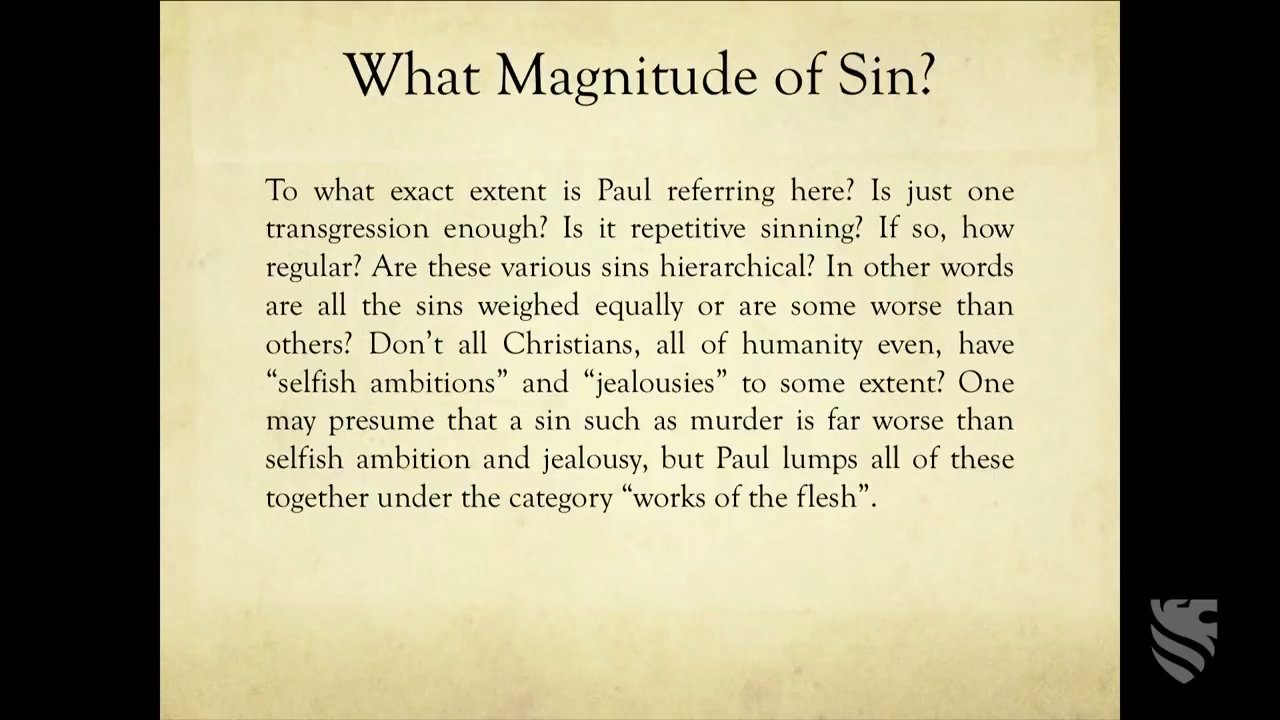 What Magnitude of Sin?
To what exact extent is Paul referring here? Is just one
transgression enough? Is it repetitive sinning? If so, how
regular? Are these various sins hierarchical? In other words
are all the sins weighed equally or are some worse than
others? Don’t all Christians, all of humanity even, have
“selfish ambitions” and “jealousies” to some extent? One
may presume that a sin such as murder is far worse than
selfish ambition and jealousy, but Paul lumps all of these
together under the category “works of the flesh”.